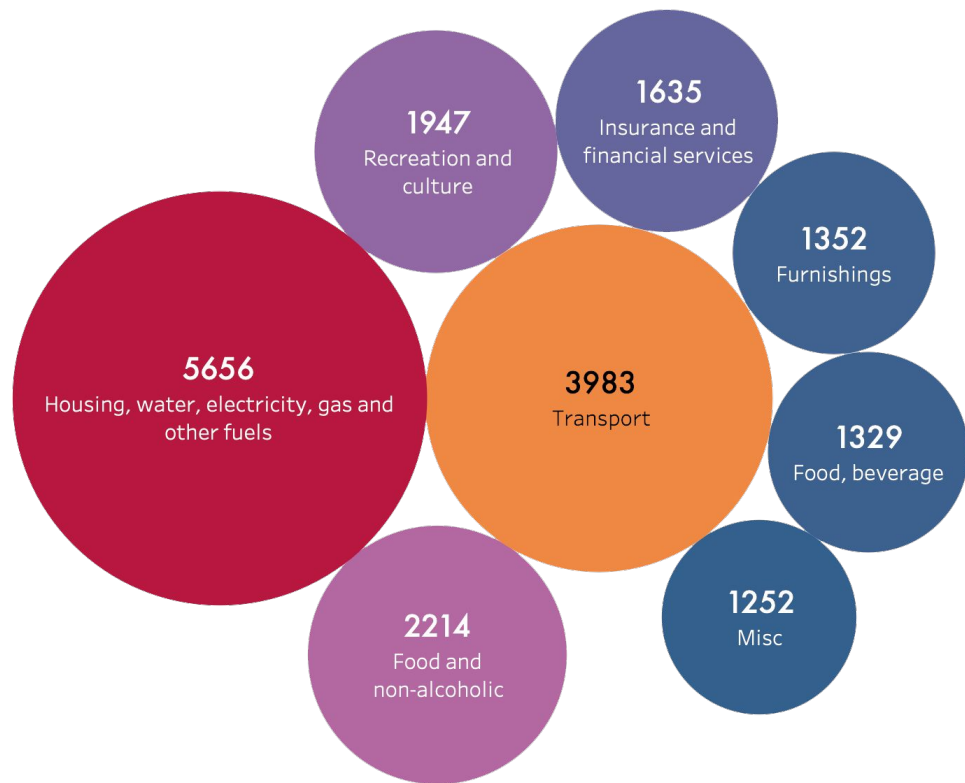 1947
Recreation and
culture
1635
Insurance and
financial services
1352
Furnishings
5656
Housing, water, electricity, gas and
other fuels
3983
Transport
1329
Food, beverage
2214
Food and
non-alcoholic
1252
Misc